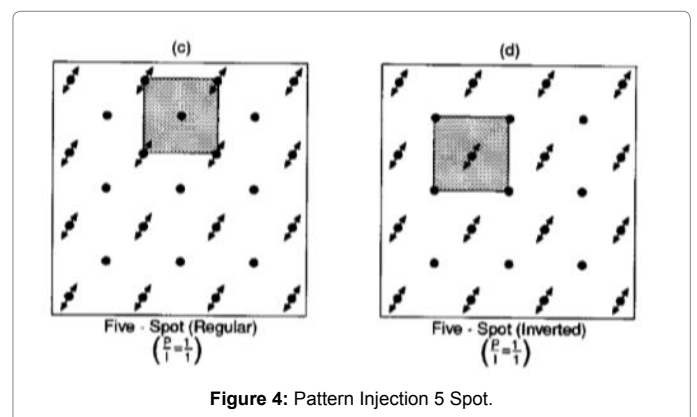 (c)
(d)
Five - Spot (Regular)
(P/I = 1/1)
Five - Spot (Inverted)
(P/I = 1/1)
Figure 4: Pattern Injection 5 Spot.